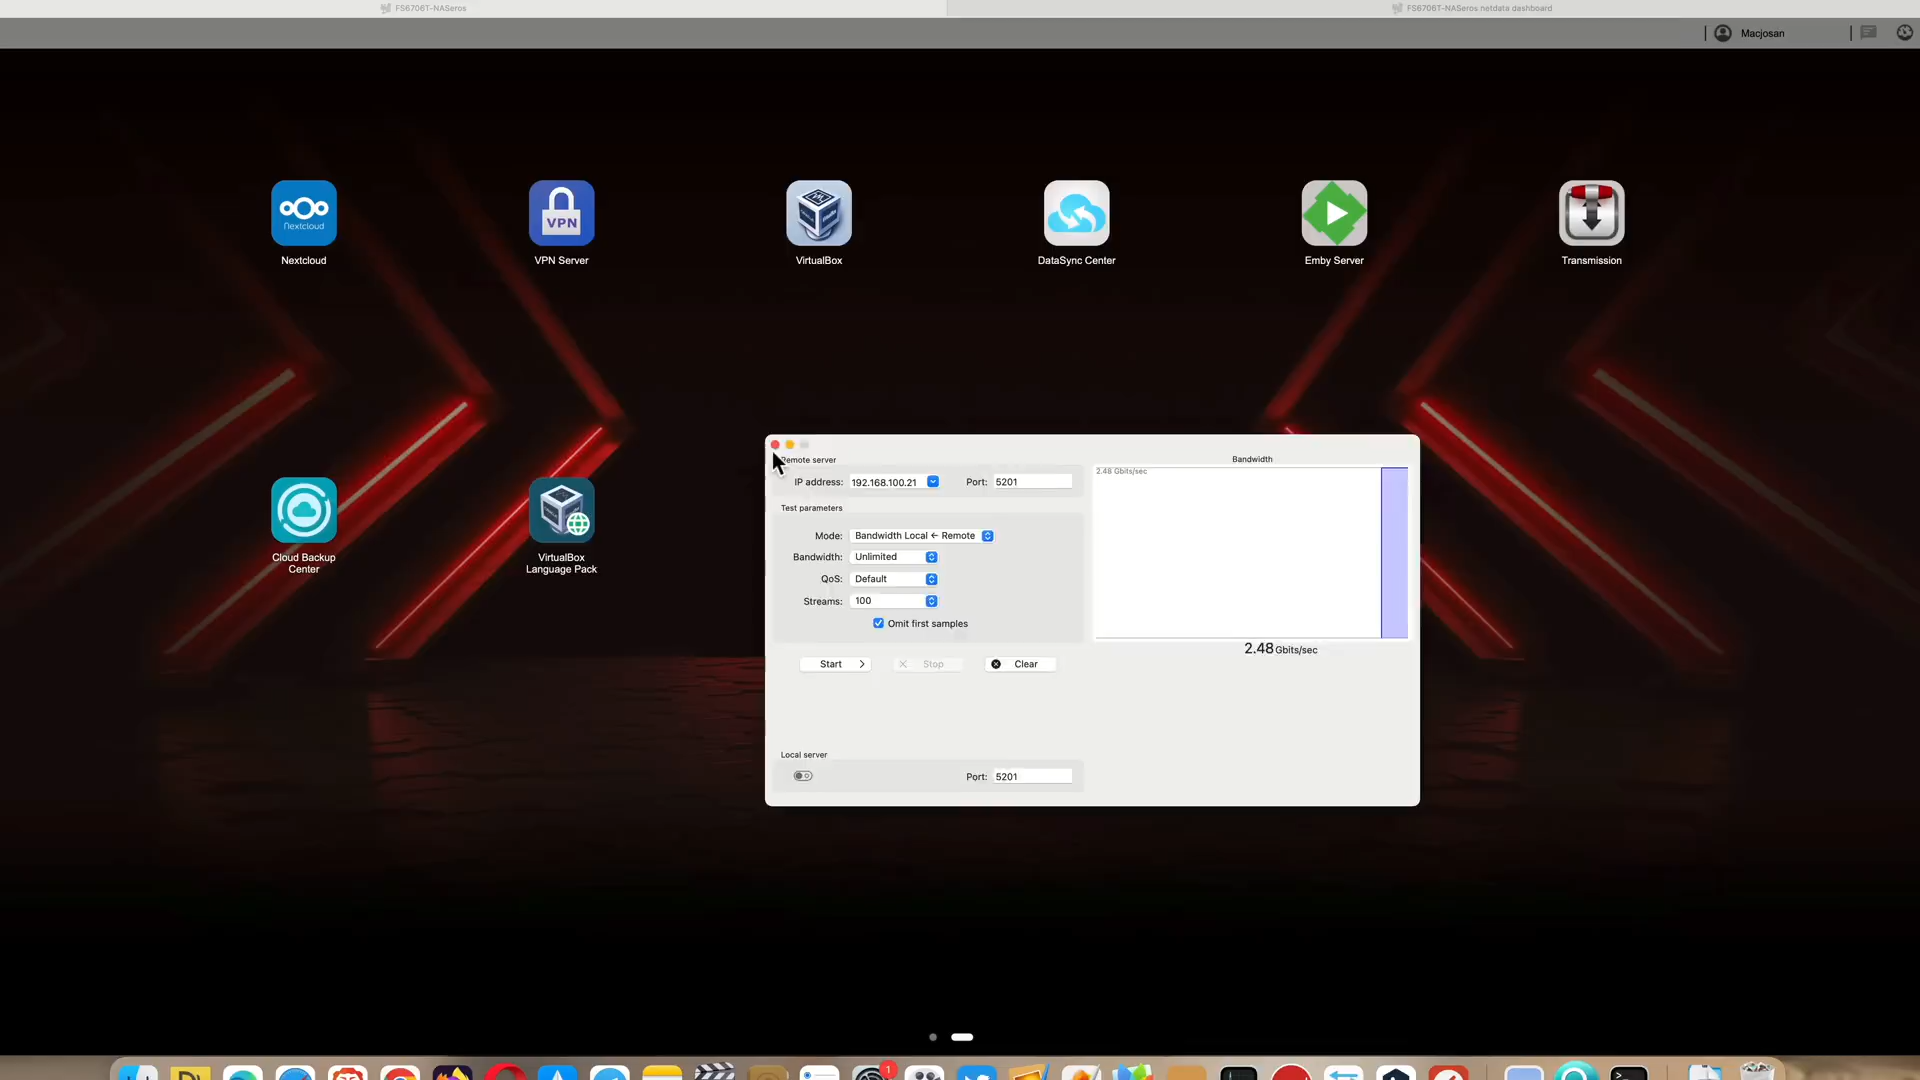 FS6706T-NASeros
FS6706T-NASeros netdata dashboard
Macjosan
Nextcloud
VPN
VPN Server
VirtualBox
DataSync Center
Emby Server
Transmission
Nextcloud
Cloud Backup
Center
VirtualBox
Language Pack
Remote server
IP address: 192.168.100.21
Port: 5201
Test parameters
Mode: Bandwidth Local ← Remote
Bandwidth: Unlimited
QoS: Default
Streams: 100
Omit first samples
Start
Stop
Clear
Local server
Port: 5201
Bandwidth
2.48 Gbits/sec
2.48 Gbits/sec
1